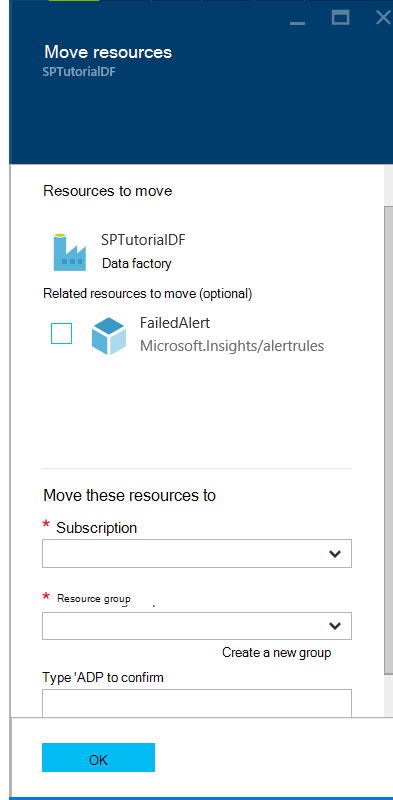 Move resources
SPTutorialDF
Resources to move
SPTutorialDF
Data factory
Related resources to move (optional)
FailedAlert
Microsoft.Insights/alertrules
Move these resources to
* Subscription
* Resource group
Create a new group
Type 'ADP to confirm
OK